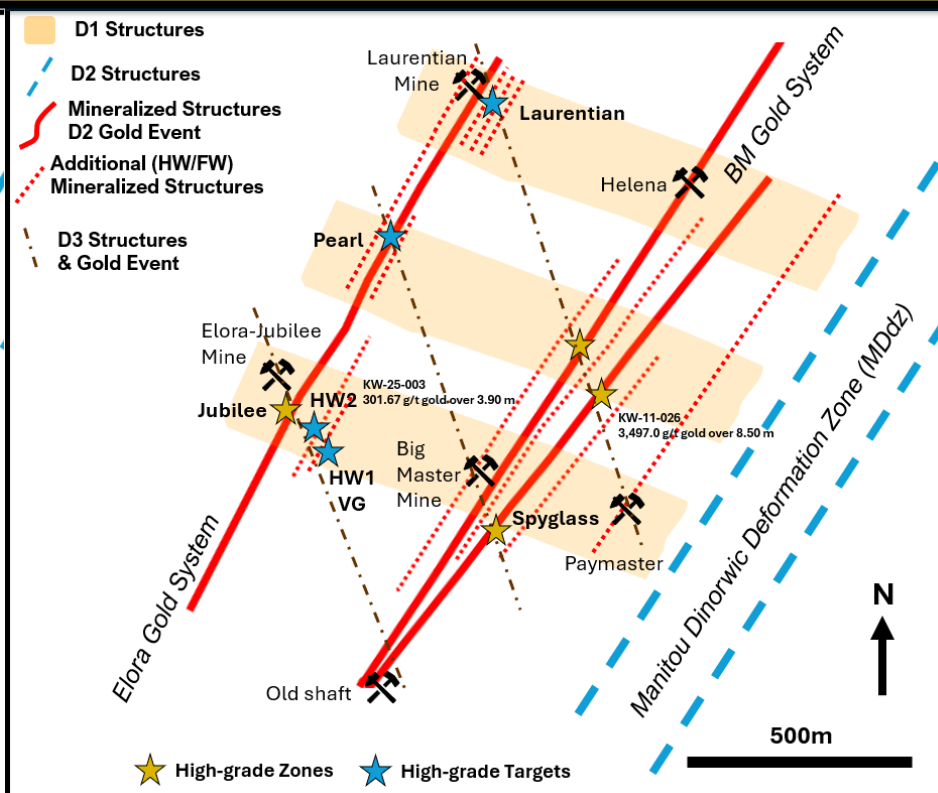 D1 Structures
D2 Structures
Mineralized Structures
D2 Gold Event
Additional (HW/FW)
Mineralized Structures
D3 Structures
& Gold Event
Laurentian
Mine
Laurentian
BM Gold System
Helena
Pearl
Elora-Jubilee
Mine
Jubilee
HW2
KW-25-003
301.67 g/t gold over 3.90 m
HW1
VG
KW-11-026
3,497.0 g/t gold over 8.50 m
Big
Master
Mine
Spyglass
Paymaster
Elora Gold System
Manitou Dinorwic Deformation Zone (MDdz)
Old shaft
N
500m
High-grade Zones
High-grade Targets